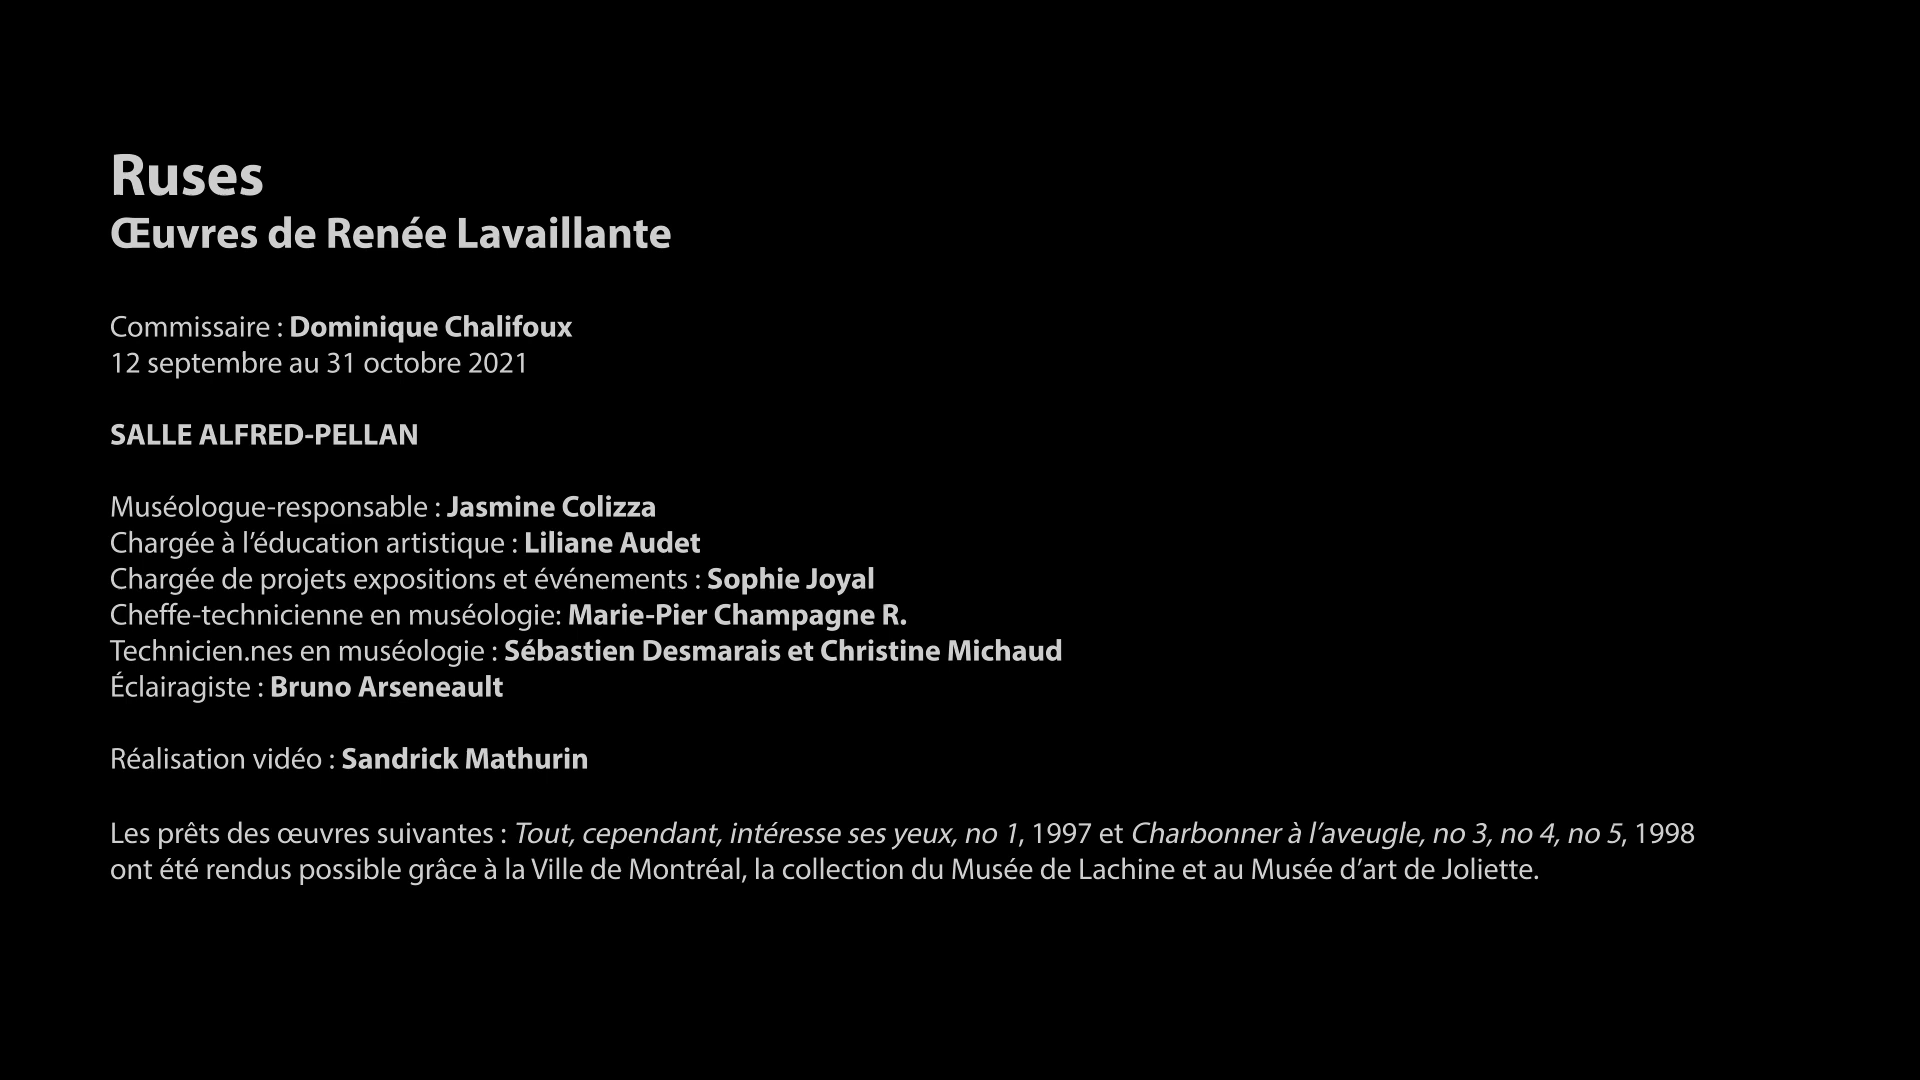 Ruses
Œuvres de Renée Lavaillante
Commissaire : Dominique Chalifoux
12 septembre au 31 octobre 2021
SALLE ALFRED-PELLAN
Muséologue-responsable : Jasmine Colizza
Chargée à l’éducation artistique : Liliane Audet
Chargée de projets expositions et événements : Sophie Joyal
Cheffe-technicienne en muséologie: Marie-Pier Champagne R.
Technicien.nes en muséologie : Sébastien Desmarais et Christine Michaud
Éclairagiste : Bruno Arseneault
Réalisation vidéo : Sandrick Mathurin
Les prêts des œuvres suivantes : Tout, cependant, intéresse ses yeux, no 1, 1997 et Charbonner à l’aveugle, no 3, no 4, no 5, 1998
ont été rendus possible grâce à la Ville de Montréal, la collection du Musée de Lachine et au Musée d’art de Joliette.